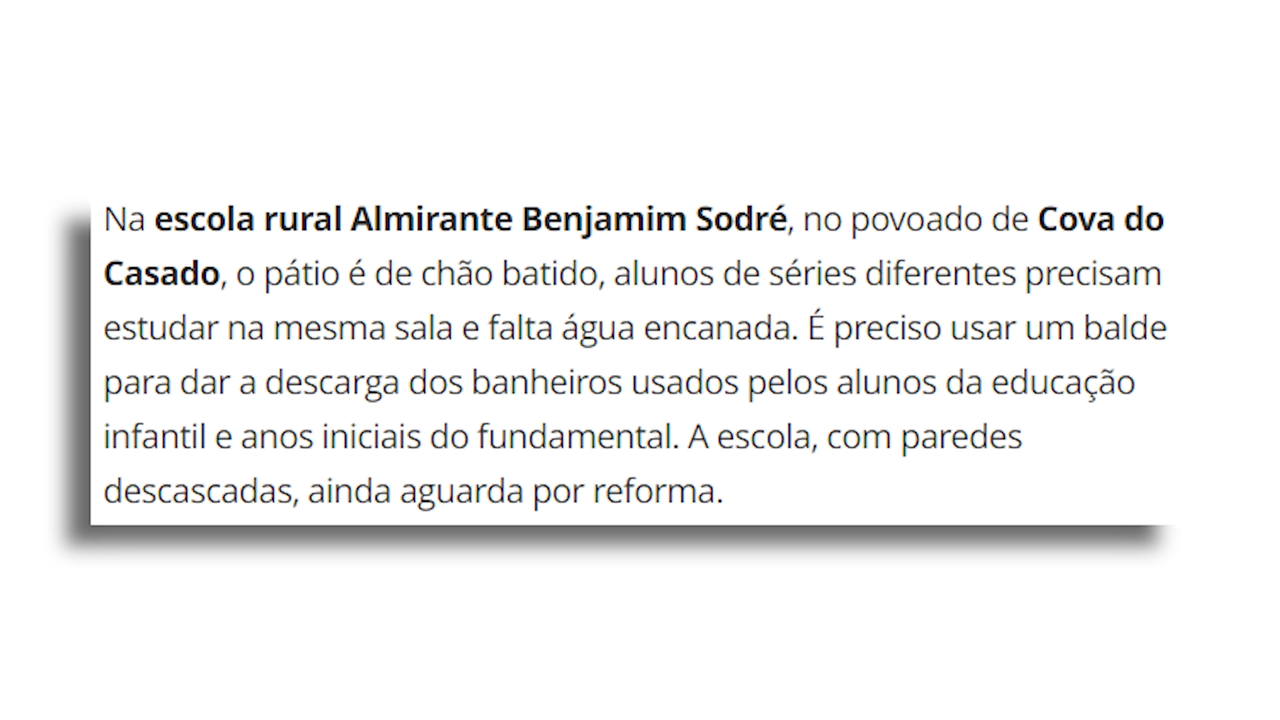 Na escola rural Almirante Benjamim Sodré, no povoado de Cova do
Casado, o pátio é de chão batido, alunos de séries diferentes precisam
estudar na mesma sala e falta água encanada. É preciso usar um balde
para dar a descarga dos banheiros usados pelos alunos da educação
infantil e anos iniciais do fundamental. A escola, com paredes
descascadas, ainda aguarda por reforma.